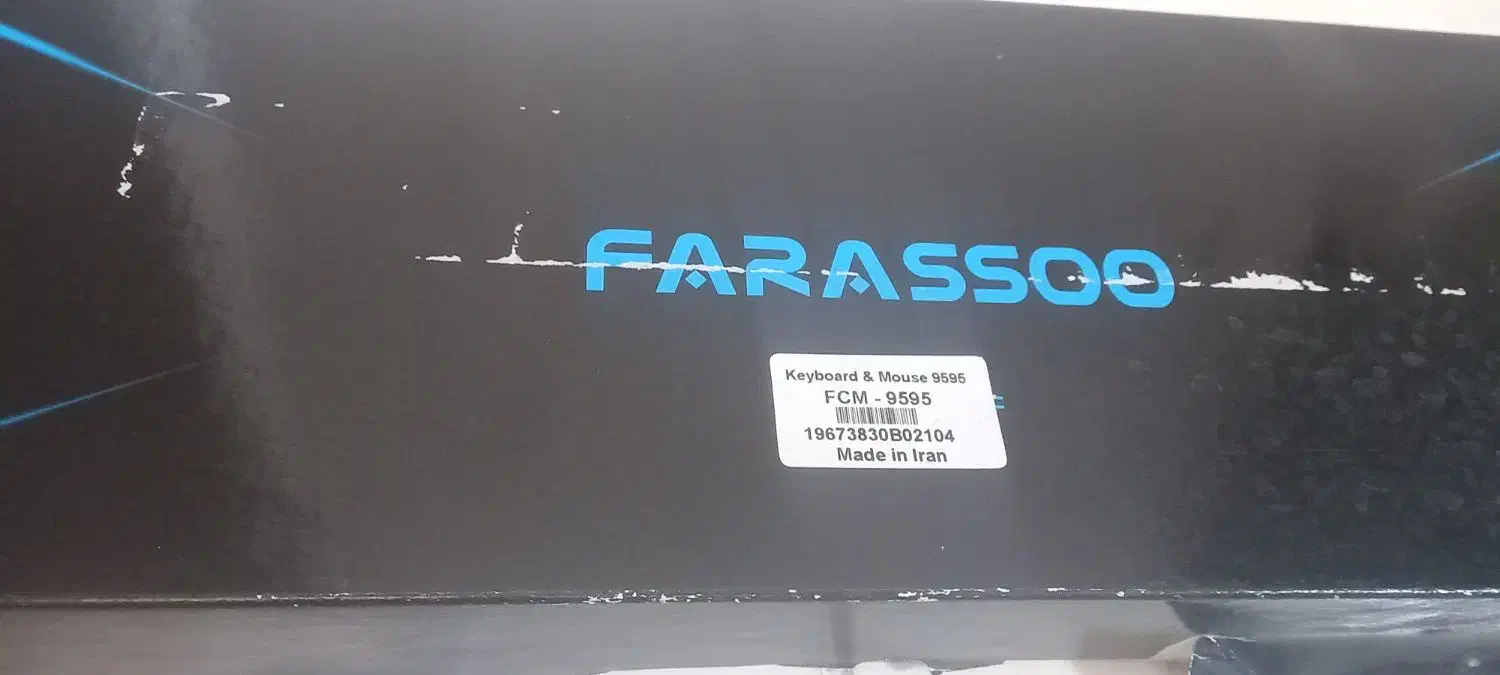 FARASSOO
Keyboard & Mouse 9595
FCM - 9595
19673830B02104
Made in Iran